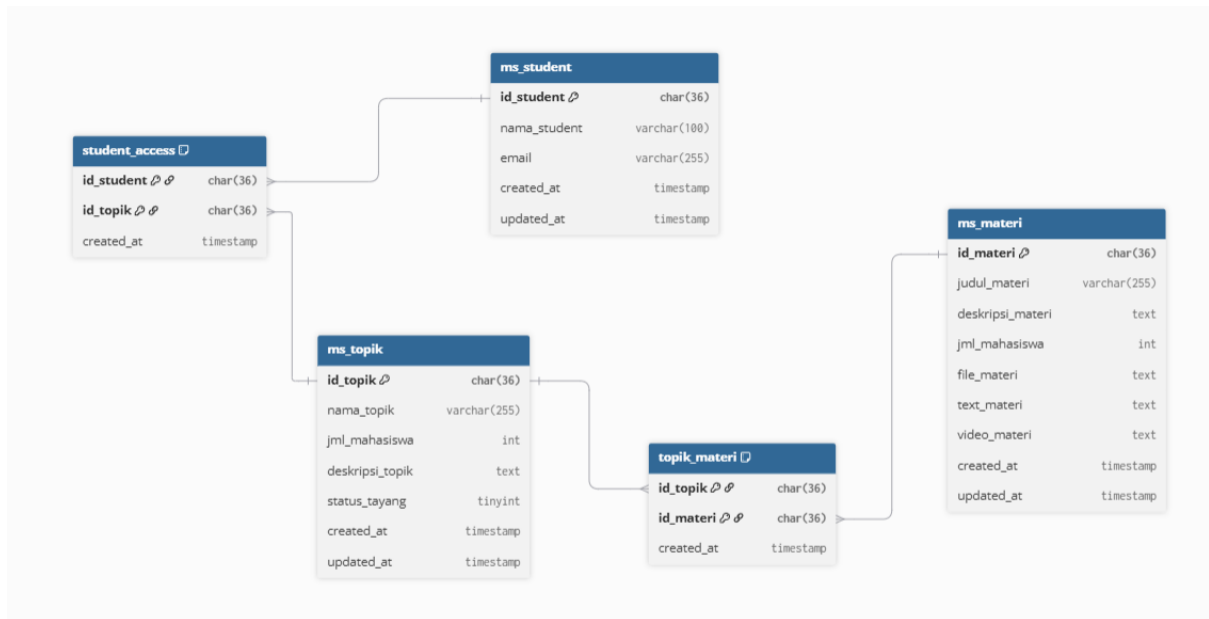 ms_student
id_student char(36)
nama_student varchar(100)
email varchar(255)
created_at timestamp
updated_at timestamp
student_access
id_student char(36)
id_topik char(36)
created_at timestamp
ms_materi
id_materi char(36)
judul_materi varchar(255)
deskripsi_materi text
jml_mahasiswa int
file_materi text
text_materi text
video_materi text
created_at timestamp
updated_at timestamp
ms_topik
id_topik char(36)
nama_topik varchar(255)
jml_mahasiswa int
deskripsi_topik text
status_tayang tinyint
created_at timestamp
updated_at timestamp
topik_materi
id_topik char(36)
id_materi char(36)
created_at timestamp